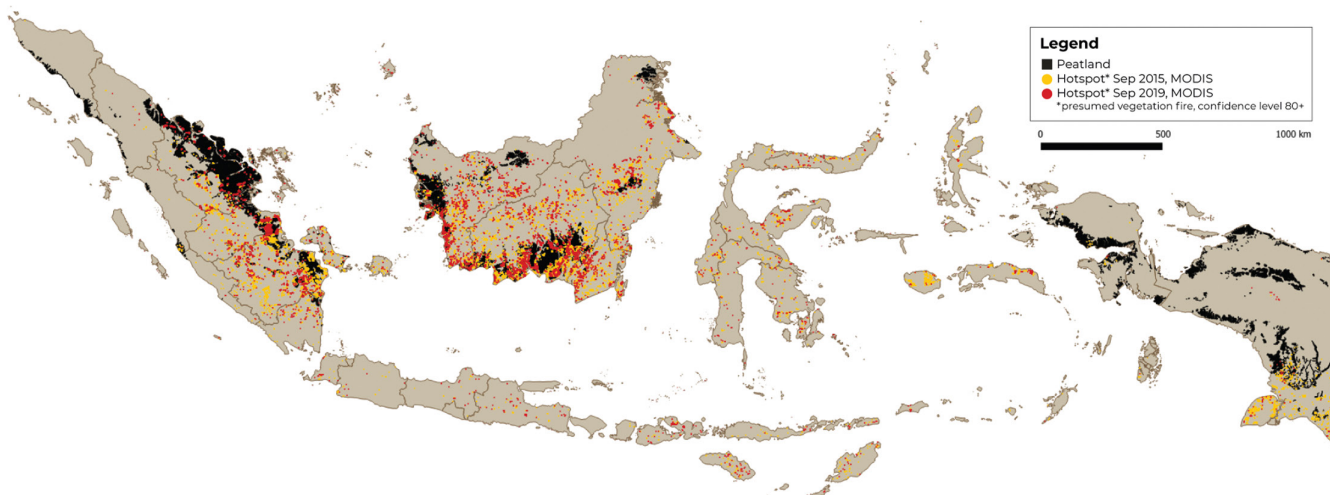 Legend
Peatland
Hotspot* Sep 2015, MODIS
Hotspot* Sep 2019, MODIS
*presumed vegetation fire, confidence level 80+
0 500 1000 km